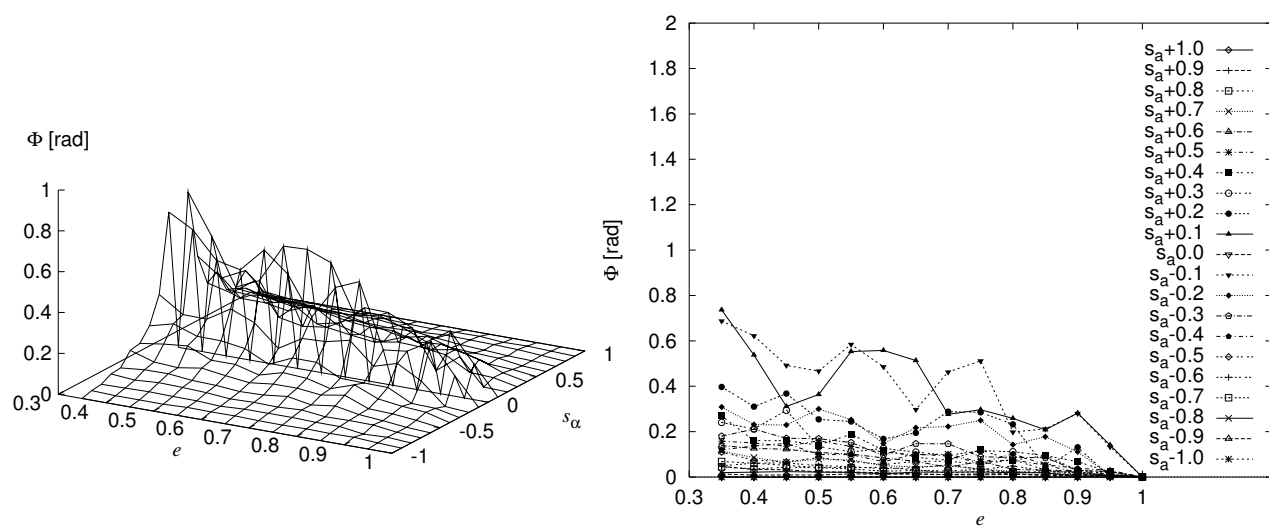 Φ [rad]
1
0.8
0.6
0.4
0.2
0
0.3
0.4
0.5
0.6
0.7
0.8
0.9
1
e
-1
-0.5
0
0.5
1
sα
Φ [rad]
2
1.8
1.6
1.4
1.2
1
0.8
0.6
0.4
0.2
0
0.3 0.4 0.5 0.6 0.7 0.8 0.9 1
e
sa+1.0
sa+0.9
sa+0.8
sa+0.7
sa+0.6
sa+0.5
sa+0.4
sa+0.3
sa+0.2
sa+0.1
sa0.0
sa-0.1
sa-0.2
sa-0.3
sa-0.4
sa-0.5
sa-0.6
sa-0.7
sa-0.8
sa-0.9
sa-1.0